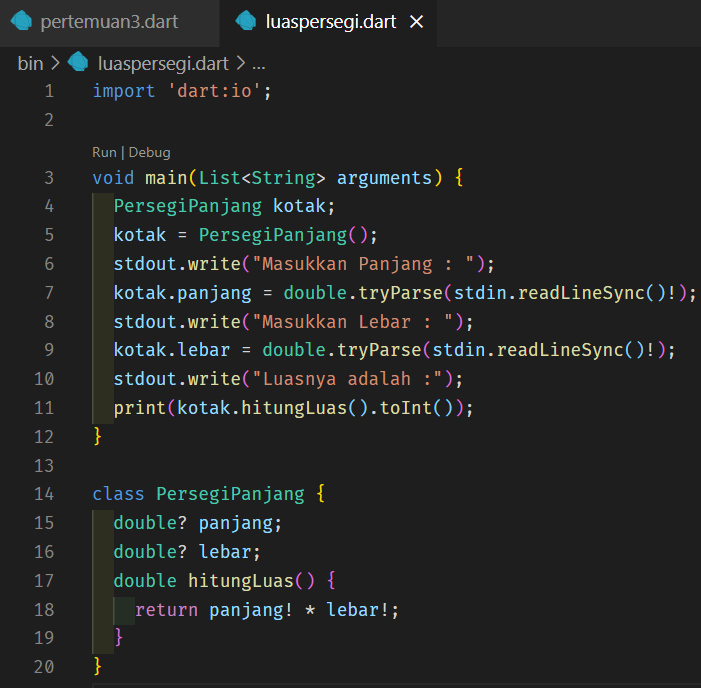 pertemuan3.dart luaspersegi.dart ×
bin > luaspersegi.dart > ...
1 import 'dart:io';
2
Run | Debug
3 void main(List<String> arguments) {
4 PersegiPanjang kotak;
5 kotak = PersegiPanjang();
6 stdout.write("Masukkan Panjang : ");
7 kotak.panjang = double.tryParse(stdin.readLineSync()!);
8 stdout.write("Masukkan Lebar : ");
9 kotak.lebar = double.tryParse(stdin.readLineSync()!);
10 stdout.write("Luasnya adalah :");
11 print(kotak.hitungLuas().toInt());
12 }
13
14 class PersegiPanjang {
15 double? panjang;
16 double? lebar;
17 double hitungLuas() {
18 return panjang! * lebar!;
19 }
20 }